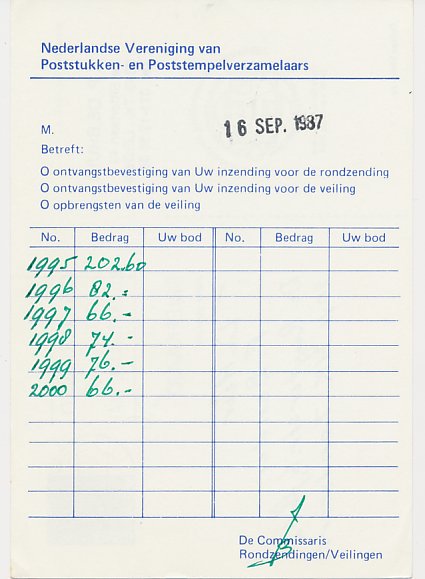 Nederlandse Vereniging van
Poststukken- en Poststempelverzamelaars
16 SEP. 1987
M.
Betreft:
O ontvangstbevestiging van Uw inzending voor de rondzending
O ontvangstbevestiging van Uw inzending voor de veiling
O opbrengsten van de veiling
No. Bedrag Uw bod No. Bedrag Uw bod
1995 202.60
1996 82.=
1997 66.-
1998 74.-
1999 76.-
2000 66.-
De Commissaris
Rondzendingen/Veilingen